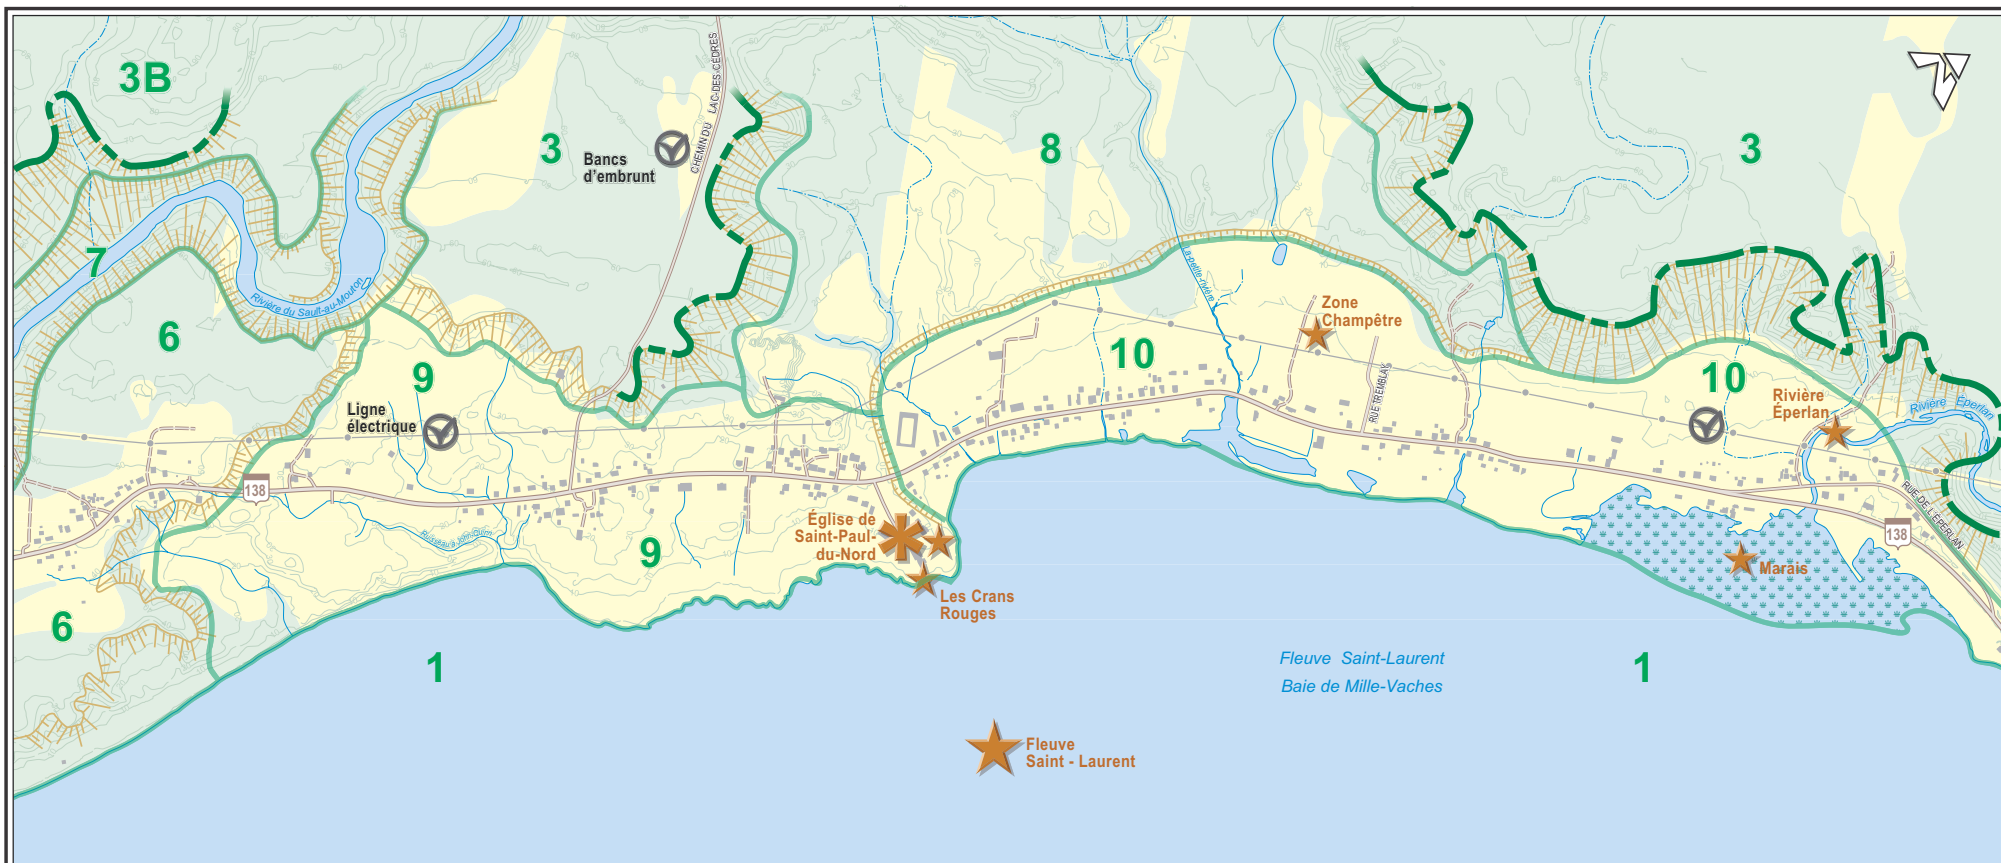 3B
3
Bancs
d'embrunt
CHEMIN DU LAC-DES-CÈDRES
8
3
7
Rivière du Sault-au-Mouton
La petite rivière
Zone
Champêtre
6
9
10
10
Ligne
électrique
RUE TREMBLAY
Rivière
Éperlan
Rivière Éperlan
138
RUE DE L'ÉPERLAN
138
Église de
Saint-Paul-
du-Nord
9
Marais
Les Crans
Rouges
6
1
Fleuve Saint-Laurent
Baie de Mille-Vaches
1
Fleuve
Saint - Laurent